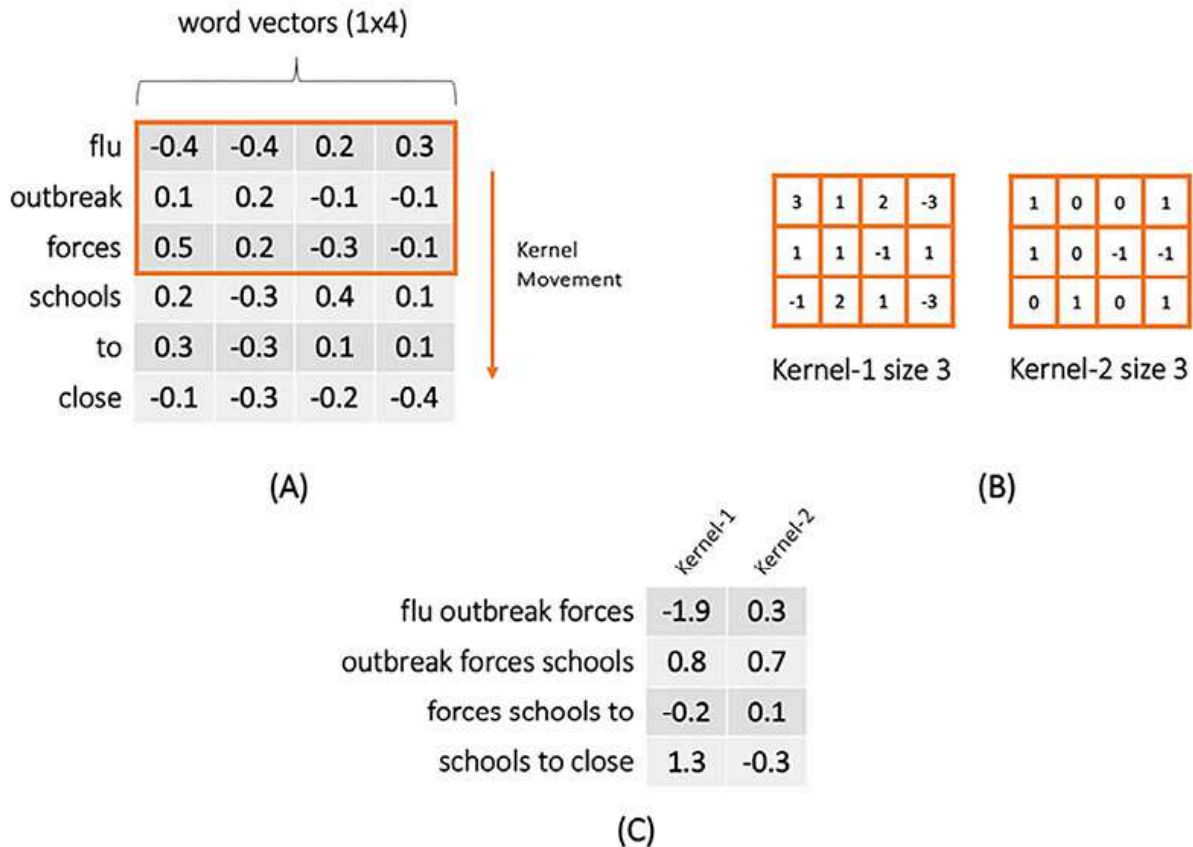 word vectors (1x4)
flu -0.4 -0.4 0.2 0.3
outbreak 0.1 0.2 -0.1 -0.1
forces 0.5 0.2 -0.3 -0.1
schools 0.2 -0.3 0.4 0.1
to 0.3 -0.3 0.1 0.1
close -0.1 -0.3 -0.2 -0.4
Kernel
Movement
(A)
3 1 2 -3
1 1 -1 1
-1 2 1 -3
Kernel-1 size 3
1 0 0 1
1 0 -1 -1
0 1 0 1
Kernel-2 size 3
(B)
Kernel-1 Kernel-2
flu outbreak forces -1.9 0.3
outbreak forces schools 0.8 0.7
forces schools to -0.2 0.1
schools to close 1.3 -0.3
(C)